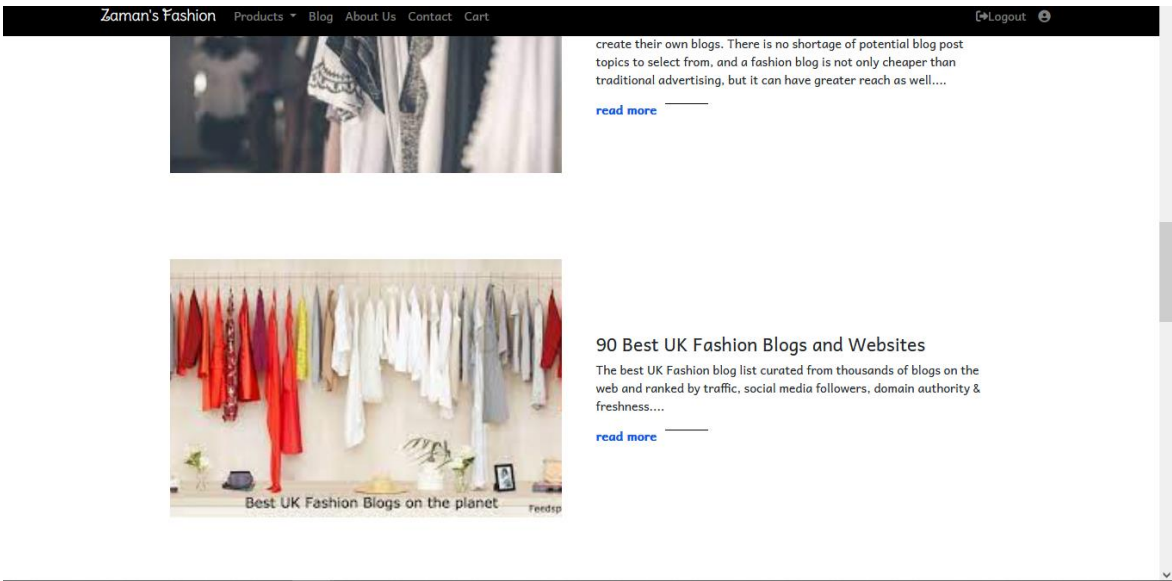 Zaman's Fashion Products Blog About Us Contact Cart Logout
create their own blogs. There is no shortage of potential blog post
topics to select from, and a fashion blog is not only cheaper than
traditional advertising, but it can have greater reach as well....
read more
90 Best UK Fashion Blogs and Websites
The best UK Fashion blog list curated from thousands of blogs on the
web and ranked by traffic, social media followers, domain authority &
freshness....
read more
Best UK Fashion Blogs on the planet
Feedsp